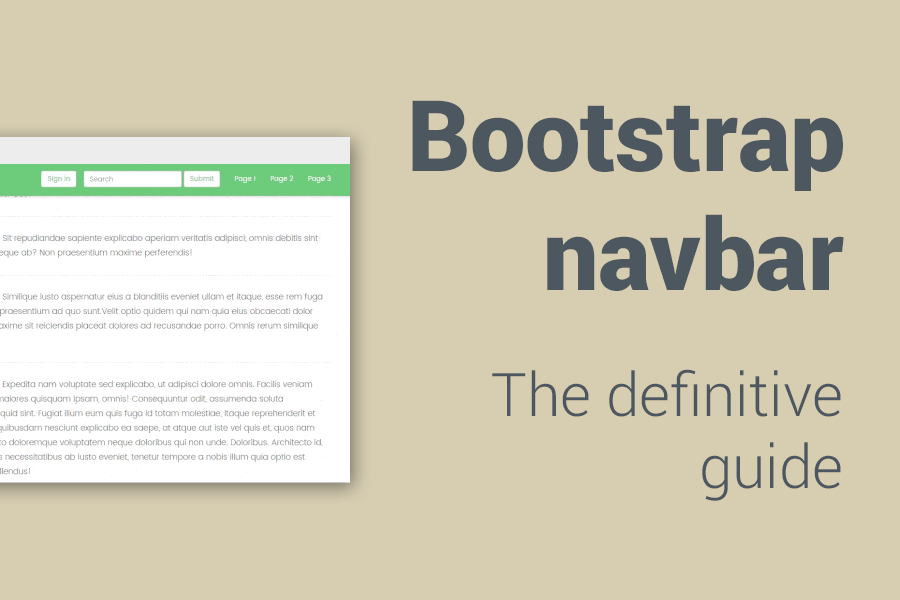 Bootstrap
navbar
The definitive
guide
Sign in Search Submit Page 1 Page 2 Page 3
Sit repudiandae sapiente explicabo aperiam veritatis adipisci, omnis debitis sint
eque ab? Non praesentium maxime perferendis!
Similique iusto aspernatur eius a blanditiis eveniet ullam et itaque, esse rem fuga
praesentium ad quo sunt.Velit optio quidem qui nam quia eius obcaecati dolor
axime sit reiciendis placeat dolores ad recusandae porro. Omnis rerum similique
Expedita nam voluptate sed explicabo, ut adipisci dolore omnis. Facilis veniam
maiores quisquam ipsam, omnis! Consequuntur odit, assumenda soluta
quid sint. Fugiat illum eum quis fuga id totam molestiae, itaque reprehenderit et
quibusdam nesciunt explicabo ea saepe, at atque aut iste vel quis et, quos nam
to doloremque voluptatem neque doloribus qui non unde. Doloribus. Architecto id,
s necessitatibus ab iusto eveniet, tenetur tempore a nobis illum quia optio est
llendus!